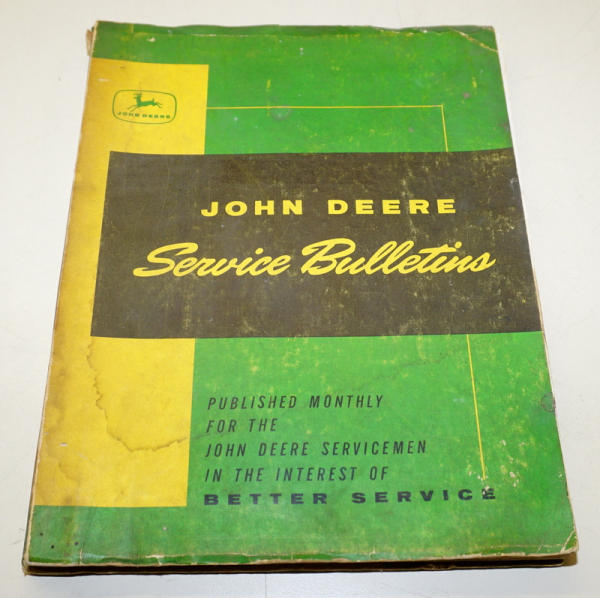 JOHN DEERE
JOHN DEERE
Service Bulletins
PUBLISHED MONTHLY
FOR THE
JOHN DEERE SERVICEMEN
IN THE INTEREST OF
BETTER SERVICE